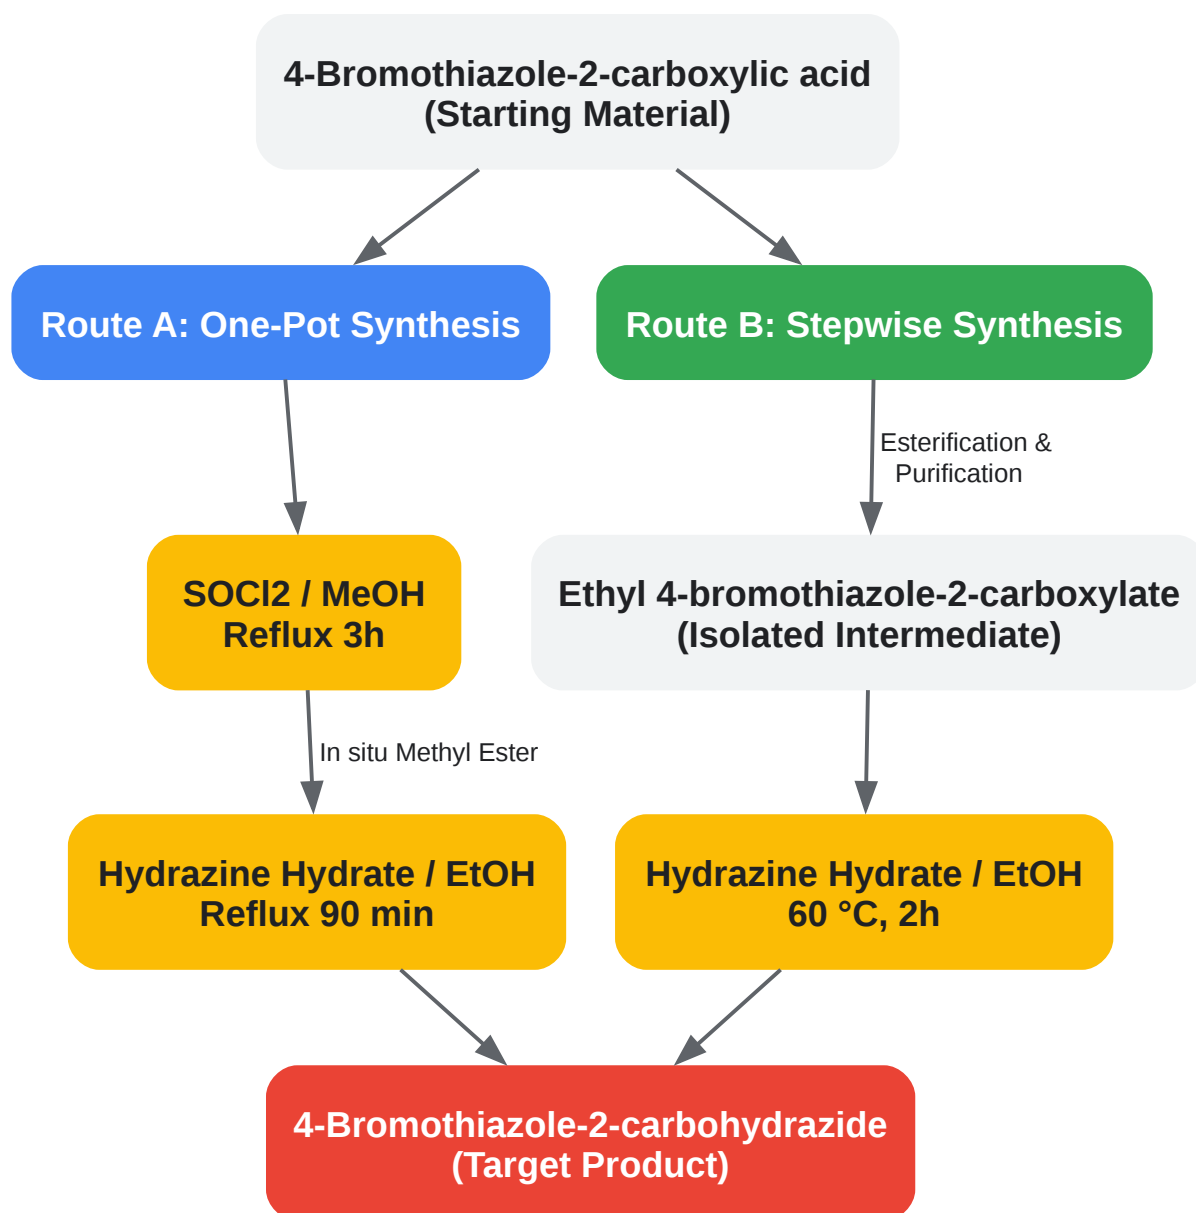 4-Bromothiazole-2-carboxylic acid
(Starting Material)
Route A: One-Pot Synthesis
Route B: Stepwise Synthesis
Esterification &
Purification
SOCl2 / MeOH
Reflux 3h
Ethyl 4-bromothiazole-2-carboxylate
(Isolated Intermediate)
In situ Methyl Ester
Hydrazine Hydrate / EtOH
Reflux 90 min
Hydrazine Hydrate / EtOH
60 °C, 2h
4-Bromothiazole-2-carbohydrazide
(Target Product)